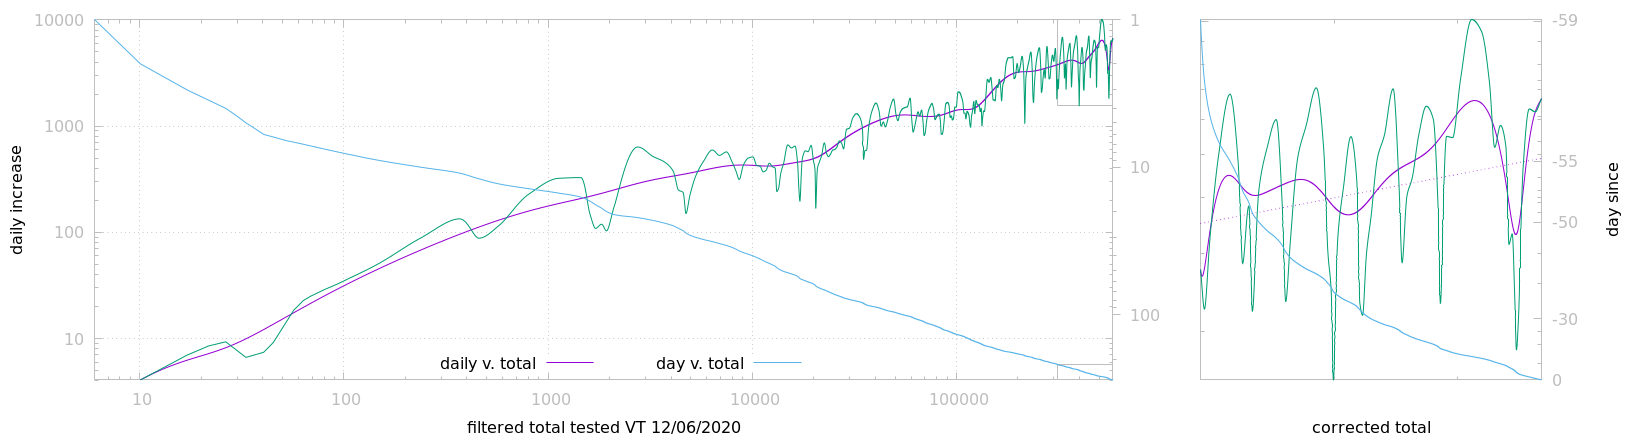 10000
1000
100
10
daily increase
daily v. total
day v. total
10
100
1000
10000
100000
filtered total tested VT 12/06/2020
1
10
100
-59
-55
-50
-30
0
day since
corrected total